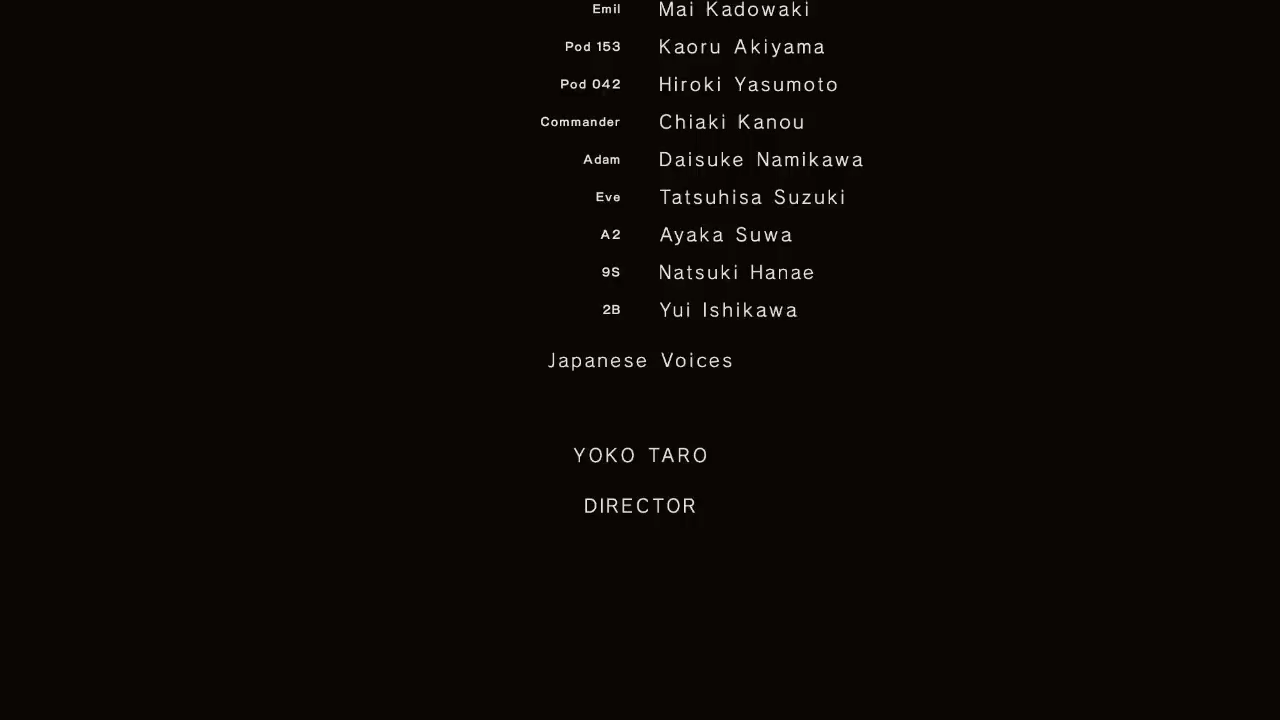 Emil Mai Kadowaki
Pod 153 Kaoru Akiyama
Pod 042 Hiroki Yasumoto
Commander Chiaki Kanou
Adam Daisuke Namikawa
Eve Tatsuhisa Suzuki
A2 Ayaka Suwa
9S Natsuki Hanae
2B Yui Ishikawa
Japanese Voices
YOKO TARO
DIRECTOR